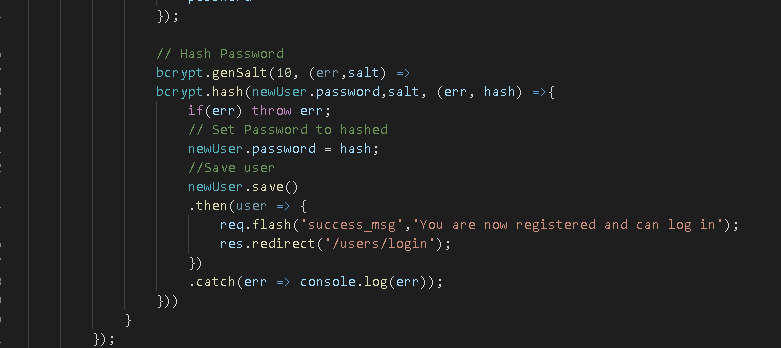 });
// Hash Password
bcrypt.genSalt(10, (err,salt) =>
bcrypt.hash(newUser.password,salt, (err, hash) =>{
if(err) throw err;
// Set Password to hashed
newUser.password = hash;
//Save user
newUser.save()
.then(user => {
req.flash('success_msg','You are now registered and can log in');
res.redirect('/users/login');
})
.catch(err => console.log(err));
}))
}
});